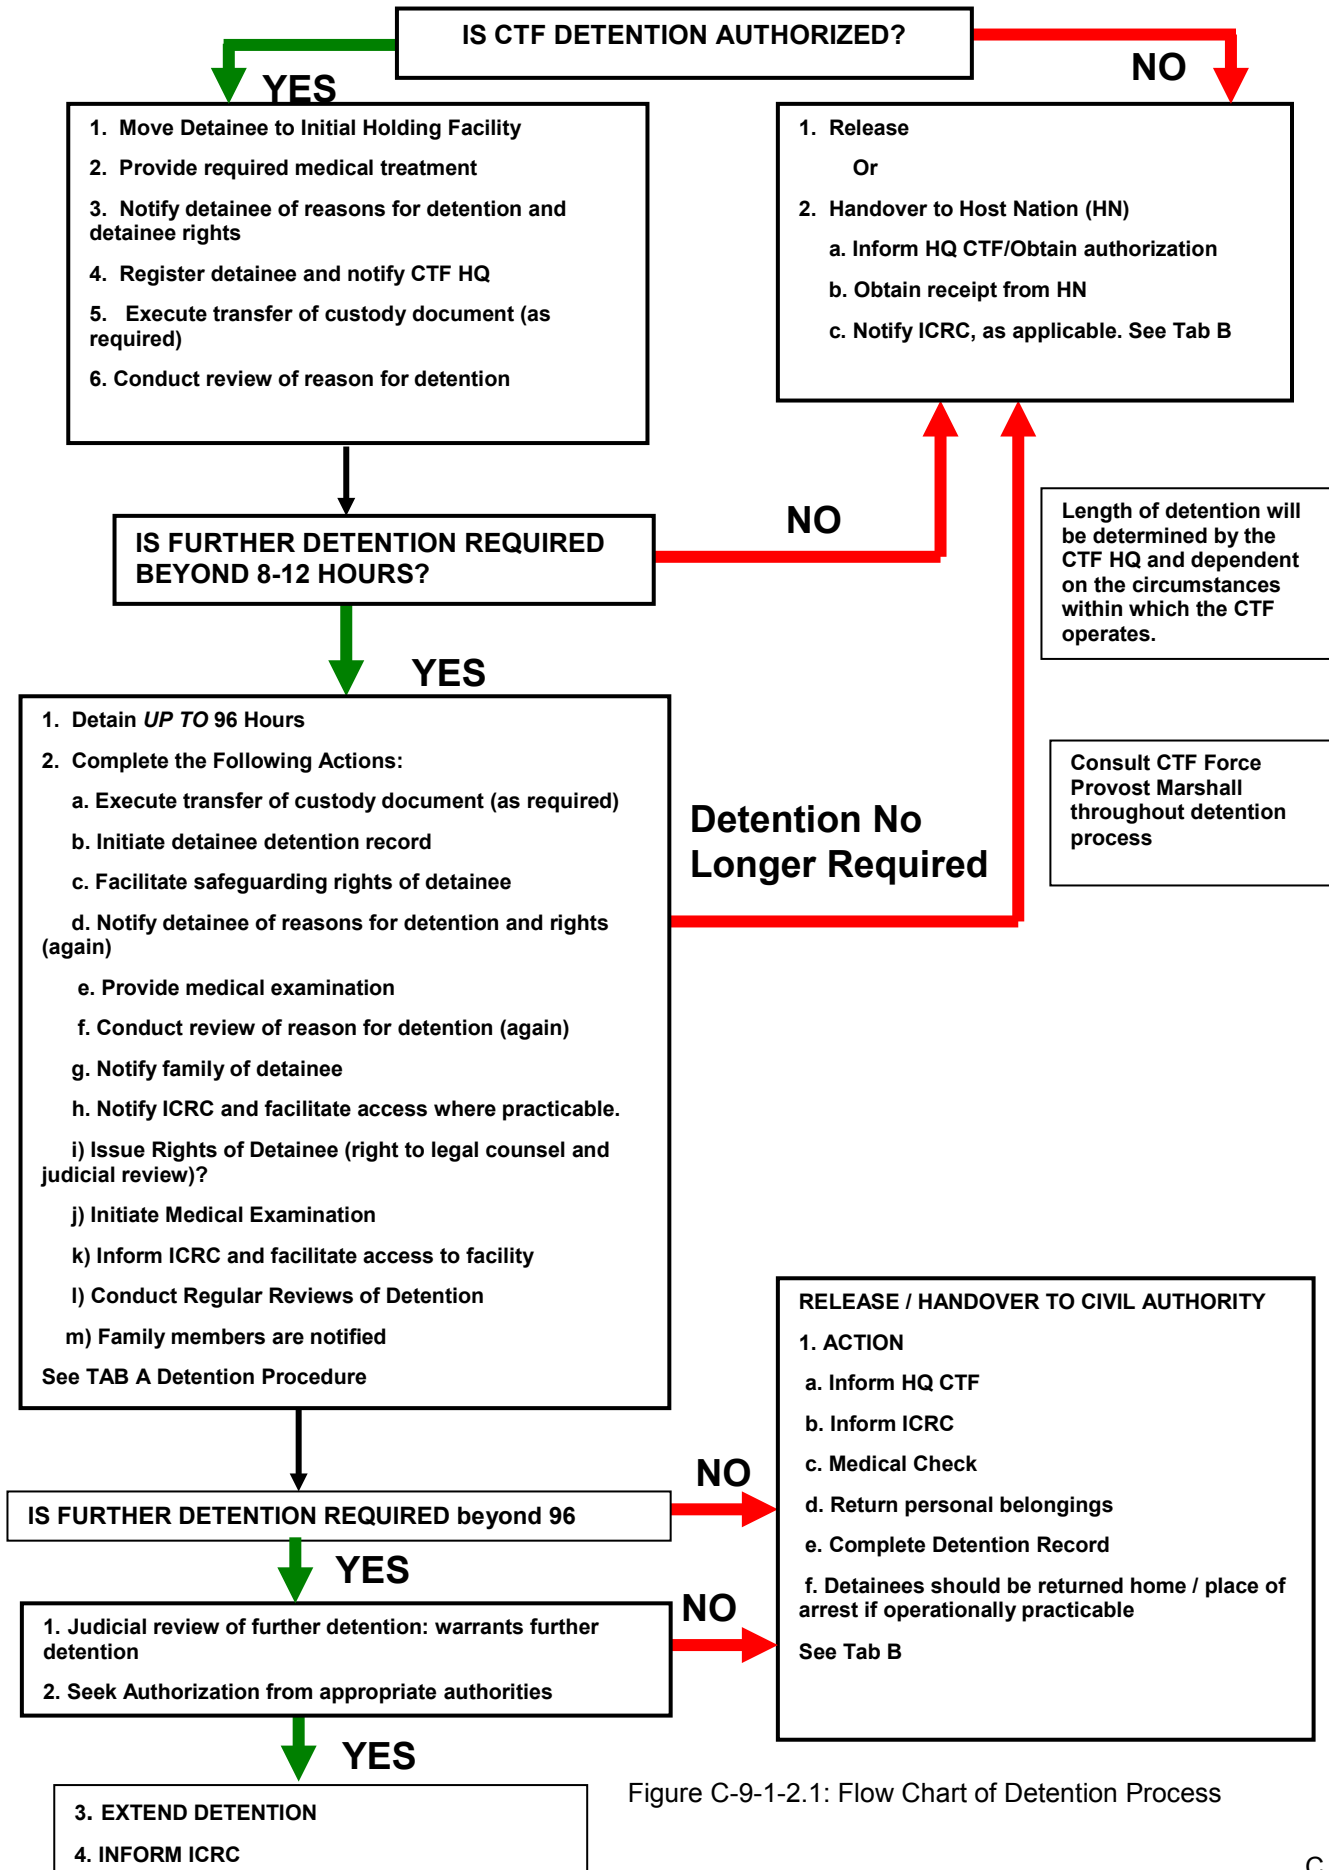 IS CTF DETENTION AUTHORIZED?
YES
NO
1. Move Detainee to Initial Holding Facility
2. Provide required medical treatment
3. Notify detainee of reasons for detention and
detainee rights
4. Register detainee and notify CTF HQ
5. Execute transfer of custody document (as
required)
6. Conduct review of reason for detention
1. Release
Or
2. Handover to Host Nation (HN)
a. Inform HQ CTF/Obtain authorization
b. Obtain receipt from HN
c. Notify ICRC, as applicable. See Tab B
IS FURTHER DETENTION REQUIRED
BEYOND 8-12 HOURS?
NO
Length of detention will
be determined by the
CTF HQ and dependent
on the circumstances
within which the CTF
operates.
YES
1. Detain UP TO 96 Hours
2. Complete the Following Actions:
a. Execute transfer of custody document (as required)
b. Initiate detainee detention record
c. Facilitate safeguarding rights of detainee
d. Notify detainee of reasons for detention and rights
(again)
e. Provide medical examination
f. Conduct review of reason for detention (again)
g. Notify family of detainee
h. Notify ICRC and facilitate access where practicable.
i) Issue Rights of Detainee (right to legal counsel and
judicial review)?
j) Initiate Medical Examination
k) Inform ICRC and facilitate access to facility
l) Conduct Regular Reviews of Detention
m) Family members are notified
See TAB A Detention Procedure
Detention No
Longer Required
Consult CTF Force
Provost Marshall
throughout detention
process
IS FURTHER DETENTION REQUIRED beyond 96
NO
YES
1. Judicial review of further detention: warrants further
detention
2. Seek Authorization from appropriate authorities
NO
YES
RELEASE / HANDOVER TO CIVIL AUTHORITY
1. ACTION
a. Inform HQ CTF
b. Inform ICRC
c. Medical Check
d. Return personal belongings
e. Complete Detention Record
f. Detainees should be returned home / place of
arrest if operationally practicable
See Tab B
3. EXTEND DETENTION
4. INFORM ICRC
Figure C-9-1-2.1: Flow Chart of Detention Process
C